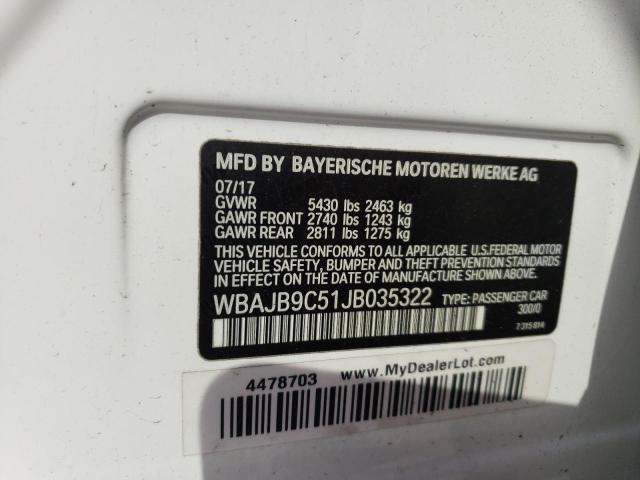 MFD BY BAYERISCHE MOTOREN WERKE AG
07/17
GVWR 5430 lbs 2463 kg
GAWR FRONT 2740 lbs 1243 kg
GAWR REAR 2811 lbs 1275 kg
THIS VEHICLE CONFORMS TO ALL APPLICABLE U.S.FEDERAL MOTOR
VEHICLE SAFETY, BUMPER AND THEFT PREVENTION STANDARDS
IN EFFECT ON THE DATE OF MANUFACTURE SHOWN ABOVE.
WBAJB9C51JB035322 TYPE: PASSENGER CAR
300/0
7 315 814
4478703 www.MyDealerLot.com